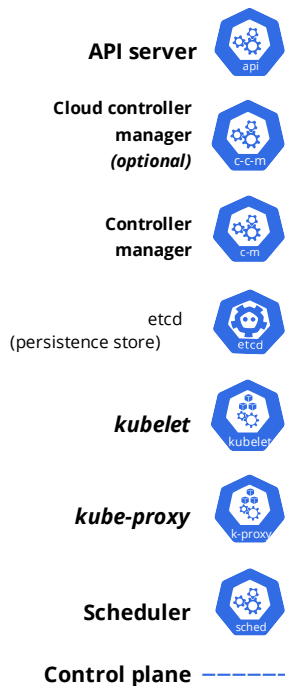 API server
api
Cloud controller
manager
(optional)
c-c-m
Controller
manager
c-m
etcd
(persistence store)
etcd
kubelet
kubelet
kube-proxy
k-proxy
Scheduler
sched
Control plane